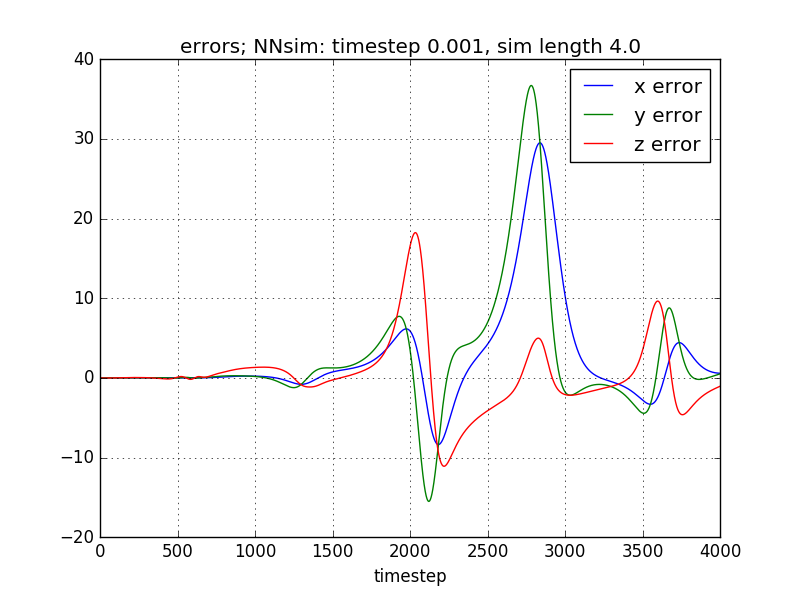 errors; NNsim: timestep 0.001, sim length 4.0
40
30
20
10
0
−10
−20
x error
y error
z error
0 500 1000 1500 2000 2500 3000 3500 4000
timestep